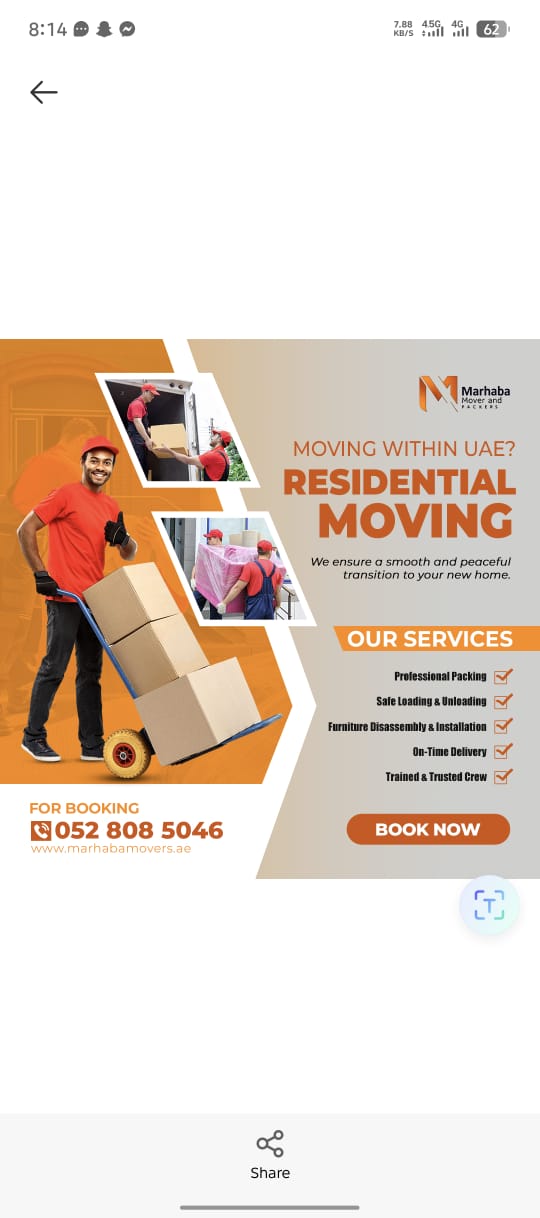 8:14
7.88
KB/S
4.5G
4G
62
Marhaba
Mover and
PACKERS
MOVING WITHIN UAE?
RESIDENTIAL
MOVING
We ensure a smooth and peaceful
transition to your new home.
OUR SERVICES
Professional Packing
Safe Loading & Unloading
Furniture Disassembly & Installation
On-Time Delivery
Trained & Trusted Crew
FOR BOOKING
052 808 5046
www.marhabamovers.ae
BOOK NOW
T
Share